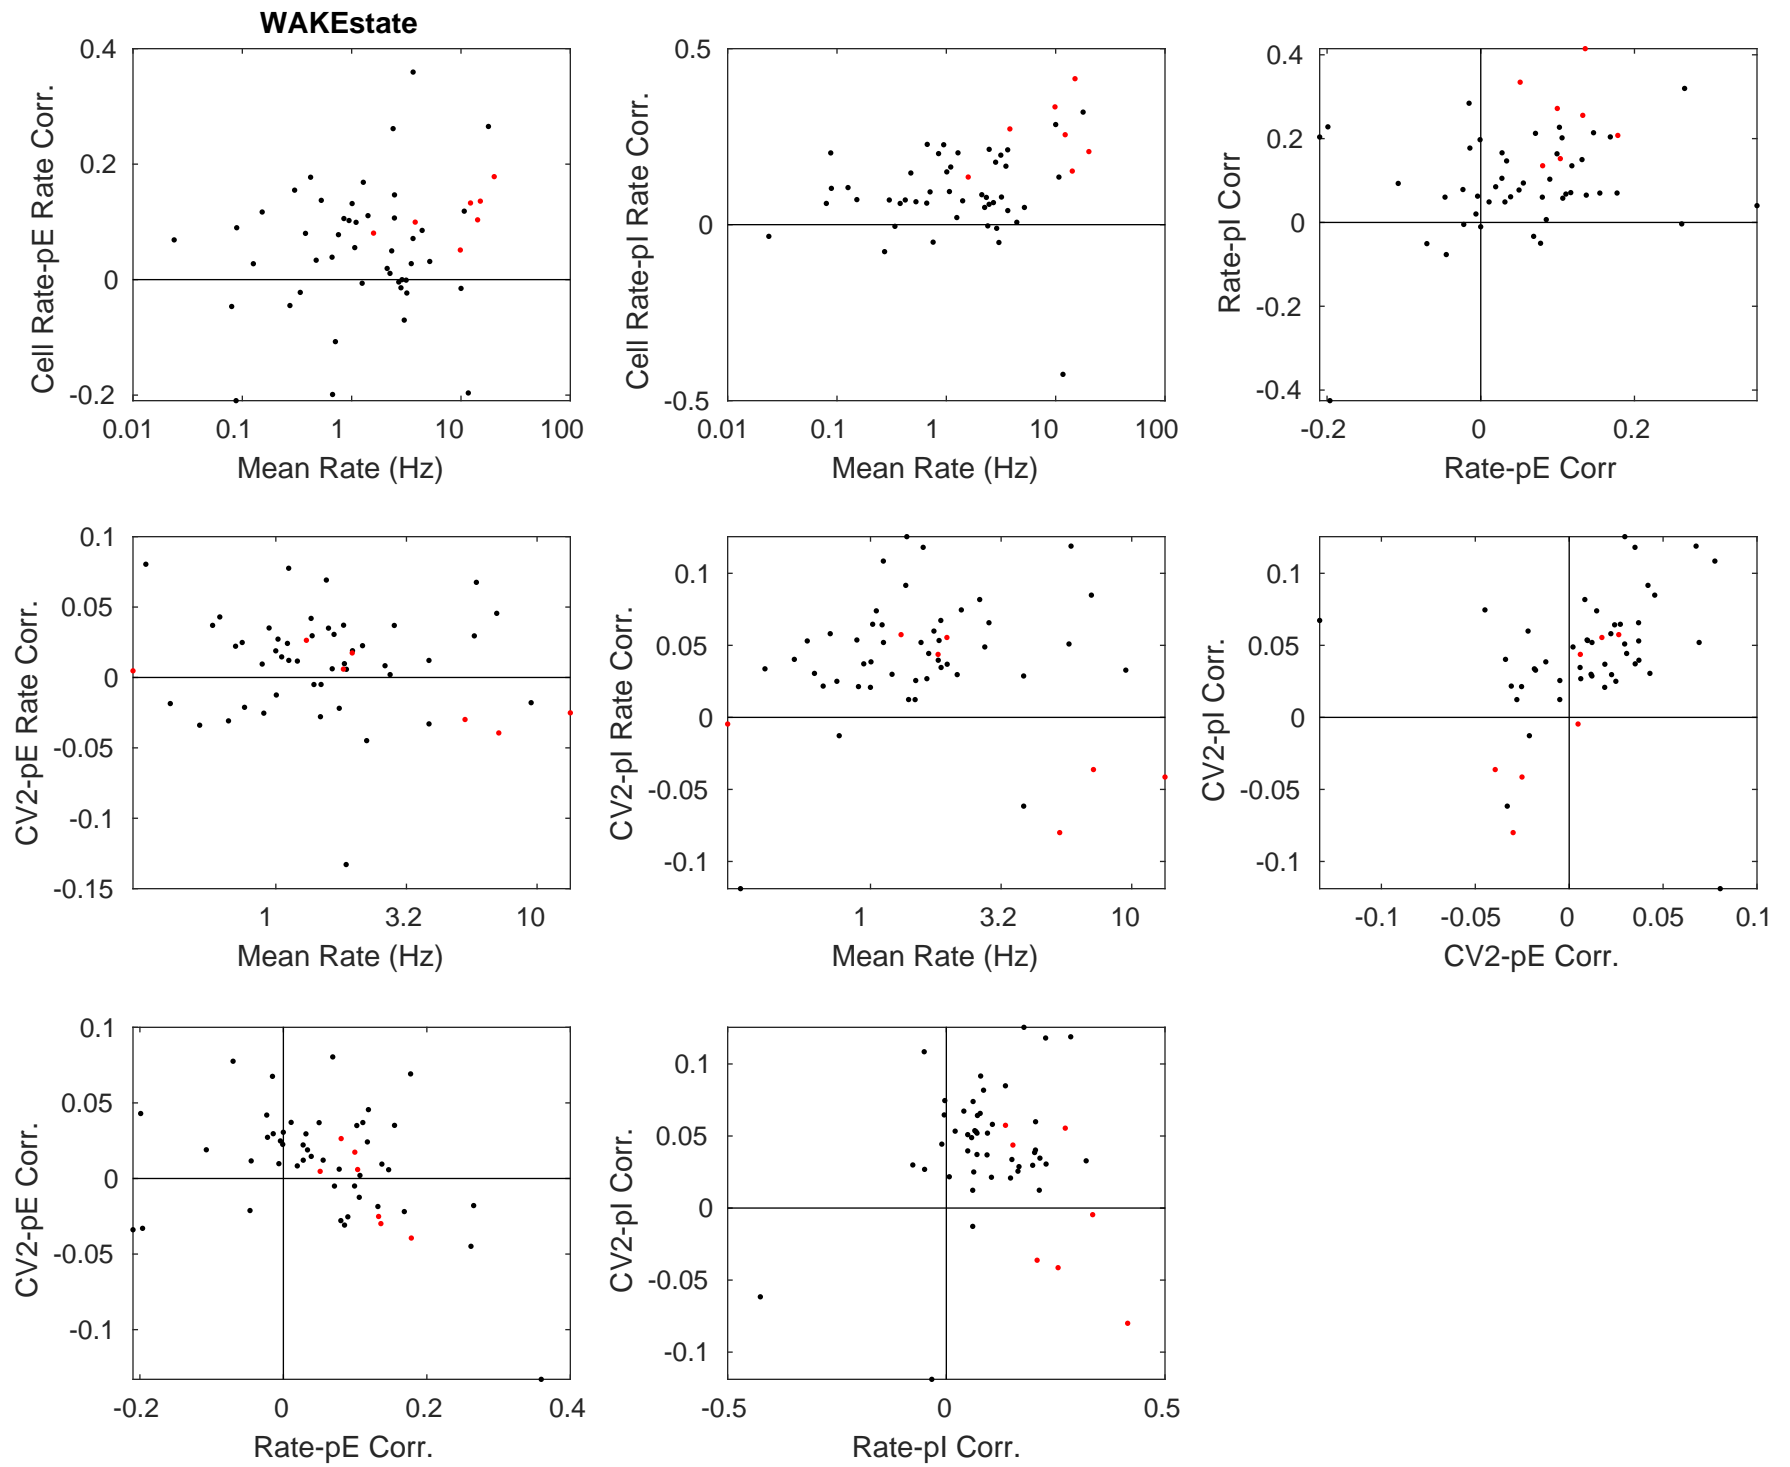 WAKEstate
0.4
0.2
0
-0.2
Cell Rate-pE Rate Corr.
0.01 0.1 1 10 100
Mean Rate (Hz)
0.5
0
-0.5
Cell Rate-pI Rate Corr.
0.01 0.1 1 10 100
Mean Rate (Hz)
0.4
0.2
0
-0.2
-0.4
Rate-pI Corr
-0.2 0 0.2
Rate-pE Corr
0.1
0.05
0
-0.05
-0.1
-0.15
CV2-pE Rate Corr.
1 3.2 10
Mean Rate (Hz)
0.1
0.05
0
-0.05
-0.1
CV2-pI Rate Corr.
1 3.2 10
Mean Rate (Hz)
0.1
0.05
0
-0.05
-0.1
CV2-pI Corr.
-0.1 -0.05 0 0.05 0.1
CV2-pE Corr.
0.1
0.05
0
-0.05
-0.1
CV2-pE Corr.
-0.2 0 0.2 0.4
Rate-pE Corr.
0.1
0.05
0
-0.05
-0.1
CV2-pI Corr.
-0.5 0 0.5
Rate-pI Corr.